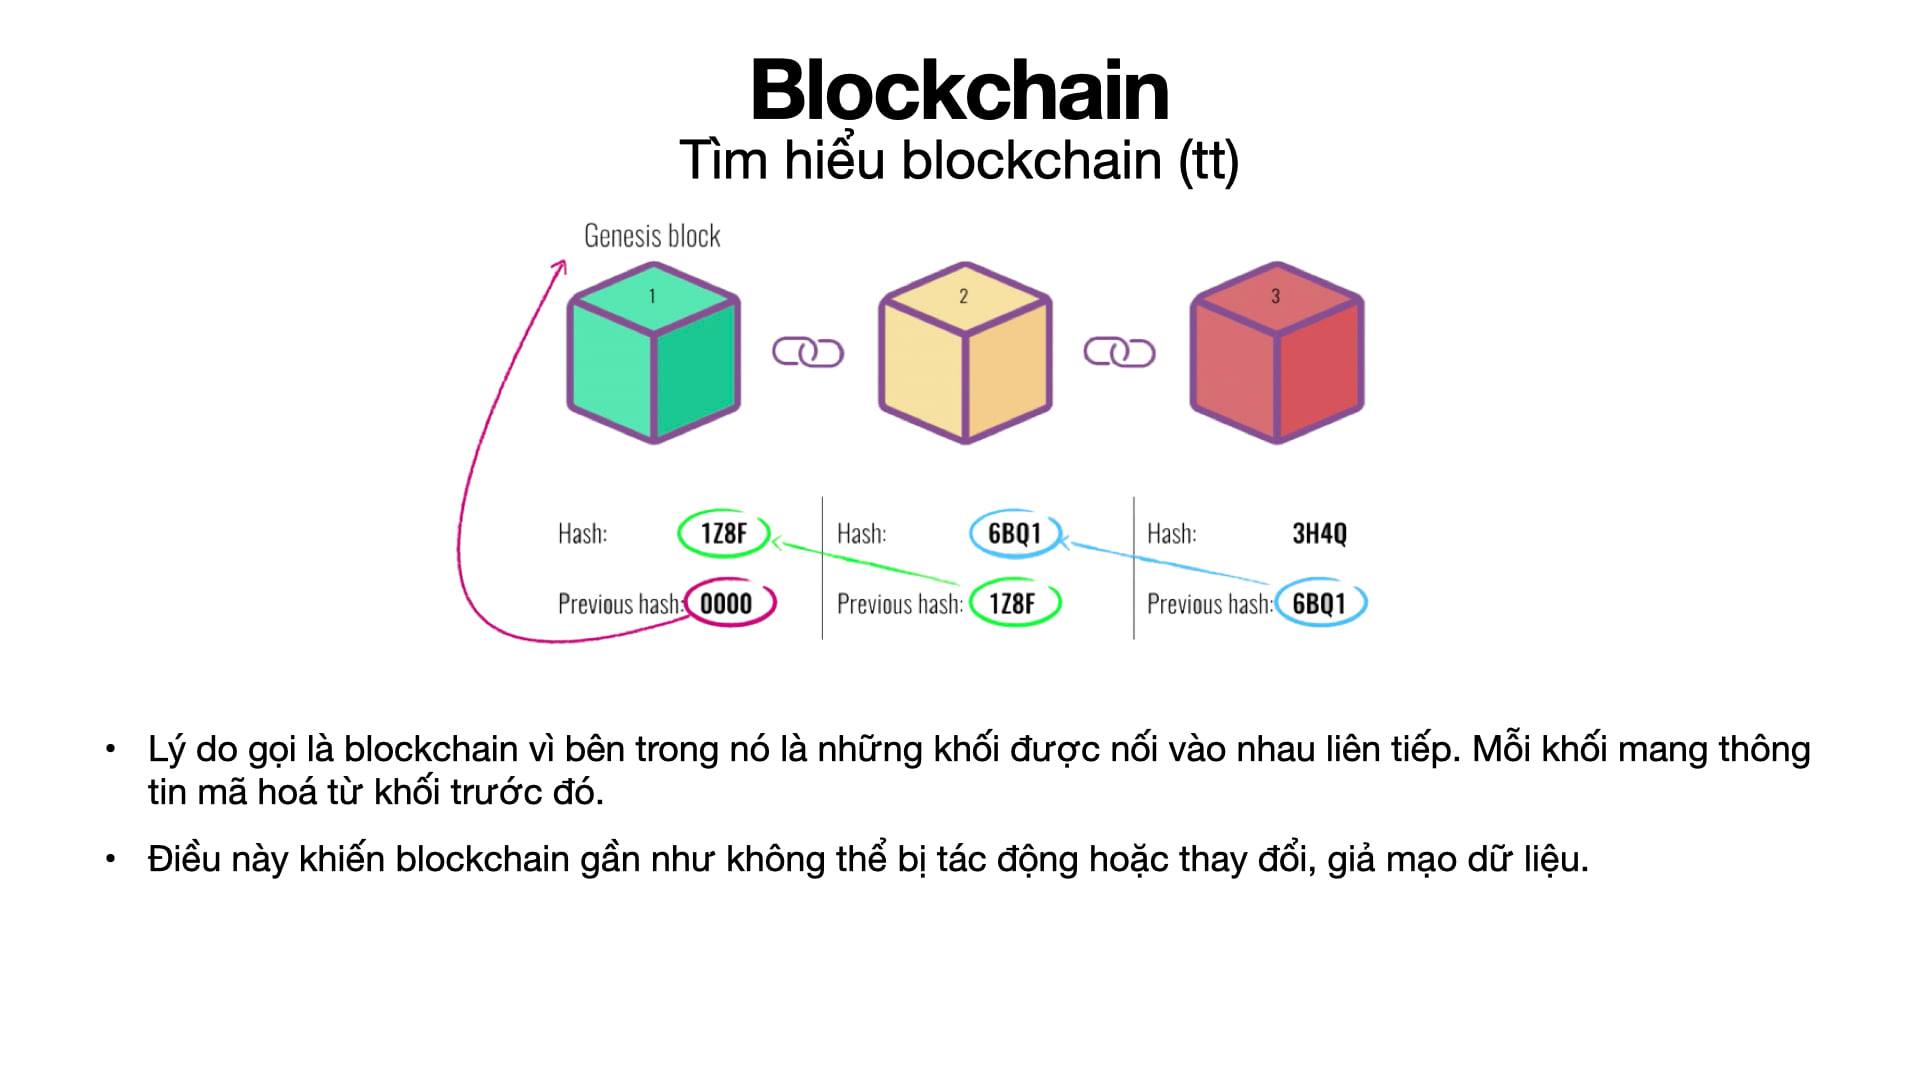 Blockchain
Tìm hiểu blockchain (tt)
Genesis block
1
2
3
Hash: 1Z8F
Hash: 6BQ1
Hash: 3H4Q
Previous hash: 0000
Previous hash: 1Z8F
Previous hash: 6BQ1
• Lý do gọi là blockchain vì bên trong nó là những khối được nối vào nhau liên tiếp. Mỗi khối mang thông
tin mã hoá từ khối trước đó.
• Điều này khiến blockchain gần như không thể bị tác động hoặc thay đổi, giả mạo dữ liệu.